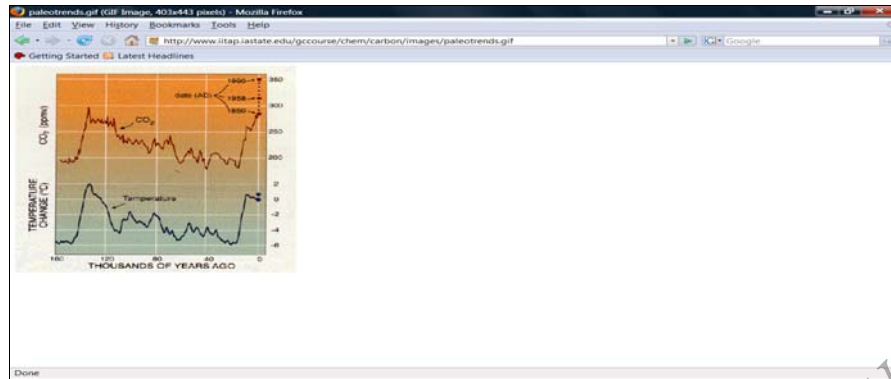 paleotrends.gif (GIF Image, 403x443 pixels) - Mozilla Firefox
File Edit View History Bookmarks Tools Help
http://www.iitap.iastate.edu/gccourse/chem/carbon/images/paleotrends.gif
Google
Getting Started Latest Headlines
1990 350
date (AD) 1958 300
1850
CO₂ (ppmv) CO₂ 250
200
TEMPERATURE CHANGE (°C) 2
Temperature 0
-2
-4
-6
160 120 80 40 0
THOUSANDS OF YEARS AGO
Done